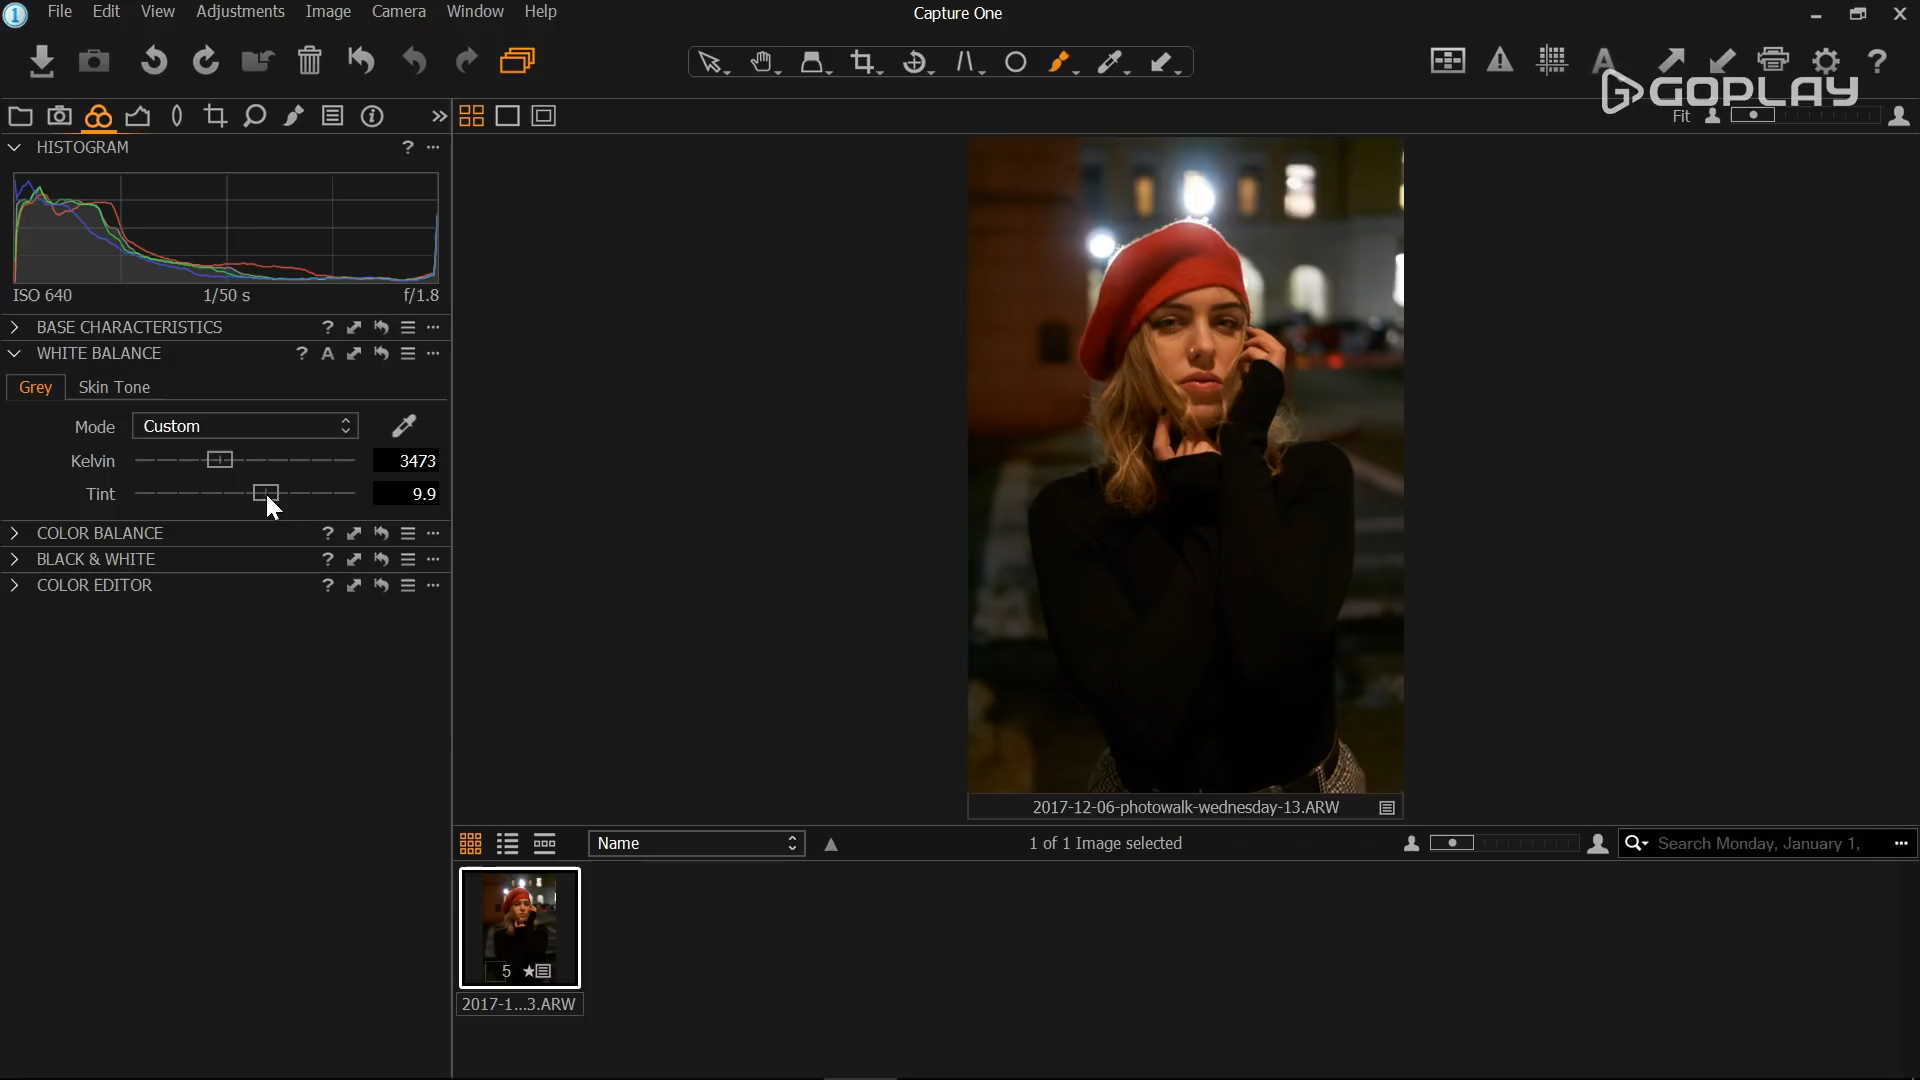 File Edit View Adjustments Image Camera Window Help
Capture One
GOPLAY
Fit
HISTOGRAM
ISO 640 1/50 s f/1.8
BASE CHARACTERISTICS
WHITE BALANCE
Grey Skin Tone
Mode Custom
Kelvin 3473
Tint 9.9
COLOR BALANCE
BLACK & WHITE
COLOR EDITOR
2017-12-06-photowalk-wednesday-13.ARW
Name
1 of 1 Image selected
Search Monday, January 1,
5
2017-1...3.ARW